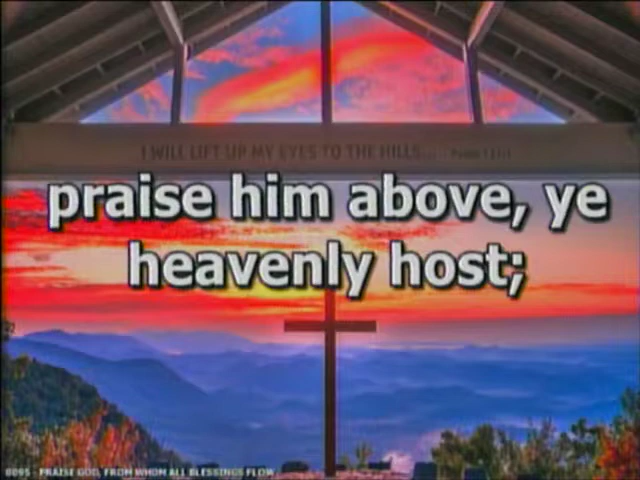 I WILL LIFT UP MY EYES TO THE HILLS
praise him above, ye
heavenly host;
0095 - PRAISE GOD, FROM WHOM ALL BLESSINGS FLOW